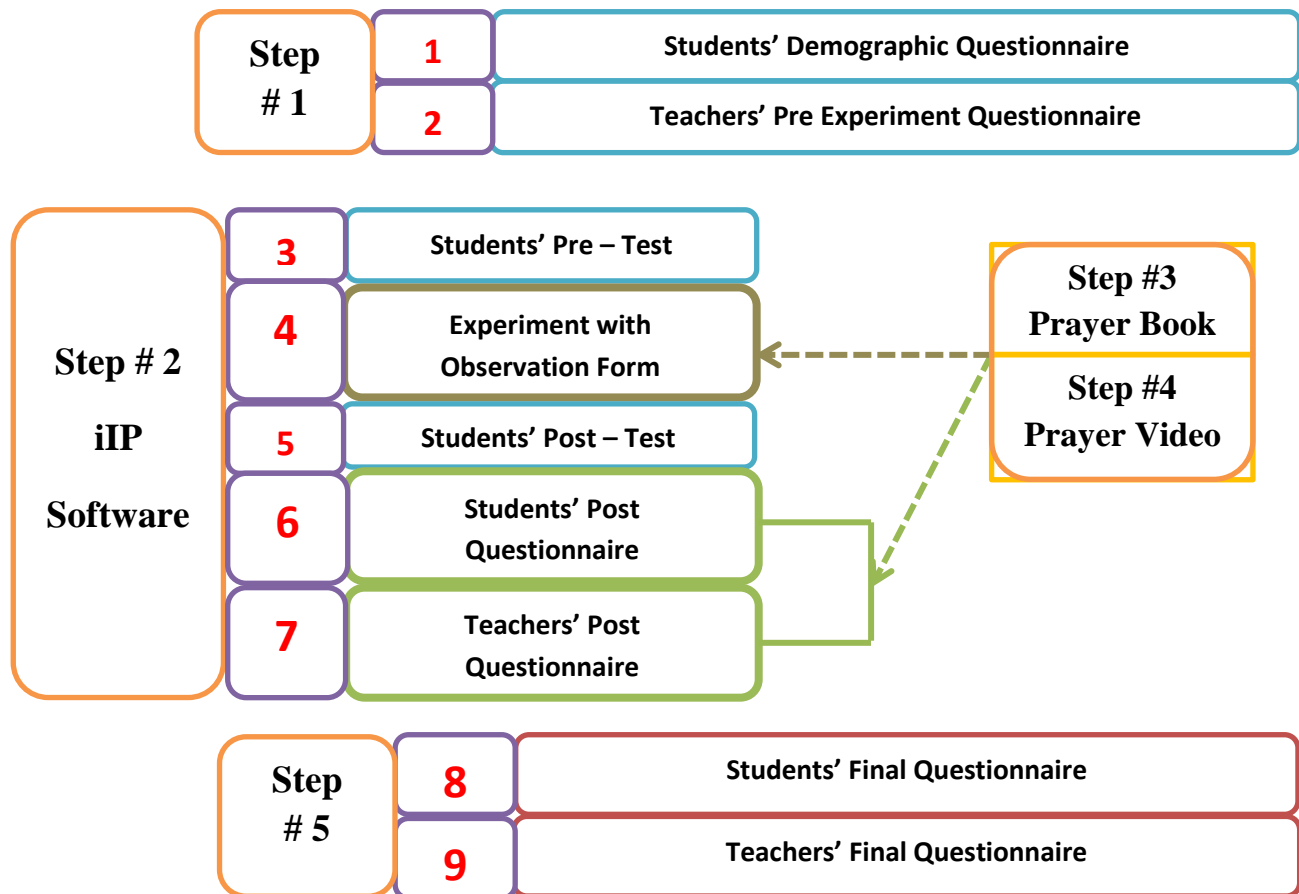 Step
# 1
1
Students’ Demographic Questionnaire
2
Teachers’ Pre Experiment Questionnaire
Step # 2
iIP
Software
3
Students’ Pre – Test
4
Experiment with
Observation Form
5
Students’ Post – Test
6
Students’ Post
Questionnaire
7
Teachers’ Post
Questionnaire
Step #3
Prayer Book
Step #4
Prayer Video
Step
# 5
8
Students’ Final Questionnaire
9
Teachers’ Final Questionnaire